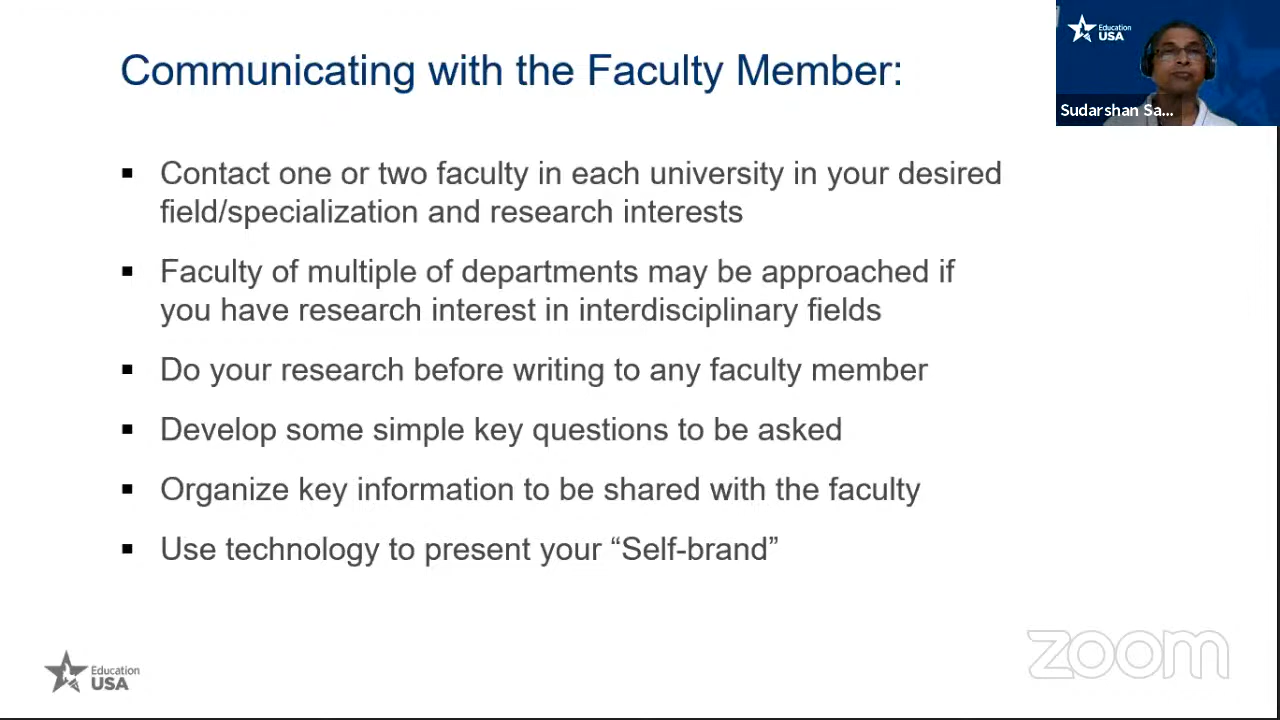 Communicating with the Faculty Member:
Education
USA
Sudarshan Sa...
▪ Contact one or two faculty in each university in your desired
field/specialization and research interests
▪ Faculty of multiple of departments may be approached if
you have research interest in interdisciplinary fields
▪ Do your research before writing to any faculty member
▪ Develop some simple key questions to be asked
▪ Organize key information to be shared with the faculty
▪ Use technology to present your “Self-brand”
Education
USA
zoom